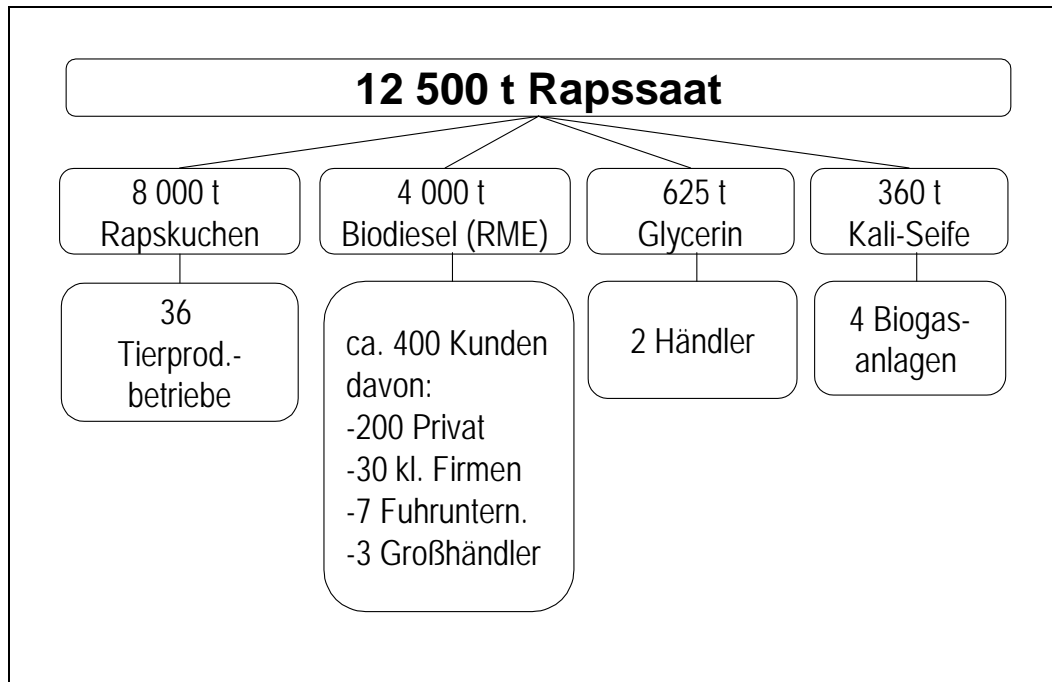 12 500 t Rapssaat
8 000 t
Rapskuchen
4 000 t
Biodiesel (RME)
625 t
Glycerin
360 t
Kali-Seife
36
Tierprod.-
betriebe
ca. 400 Kunden
davon:
-200 Privat
-30 kl. Firmen
-7 Fuhruntern.
-3 Großhändler
2 Händler
4 Biogas-
anlagen